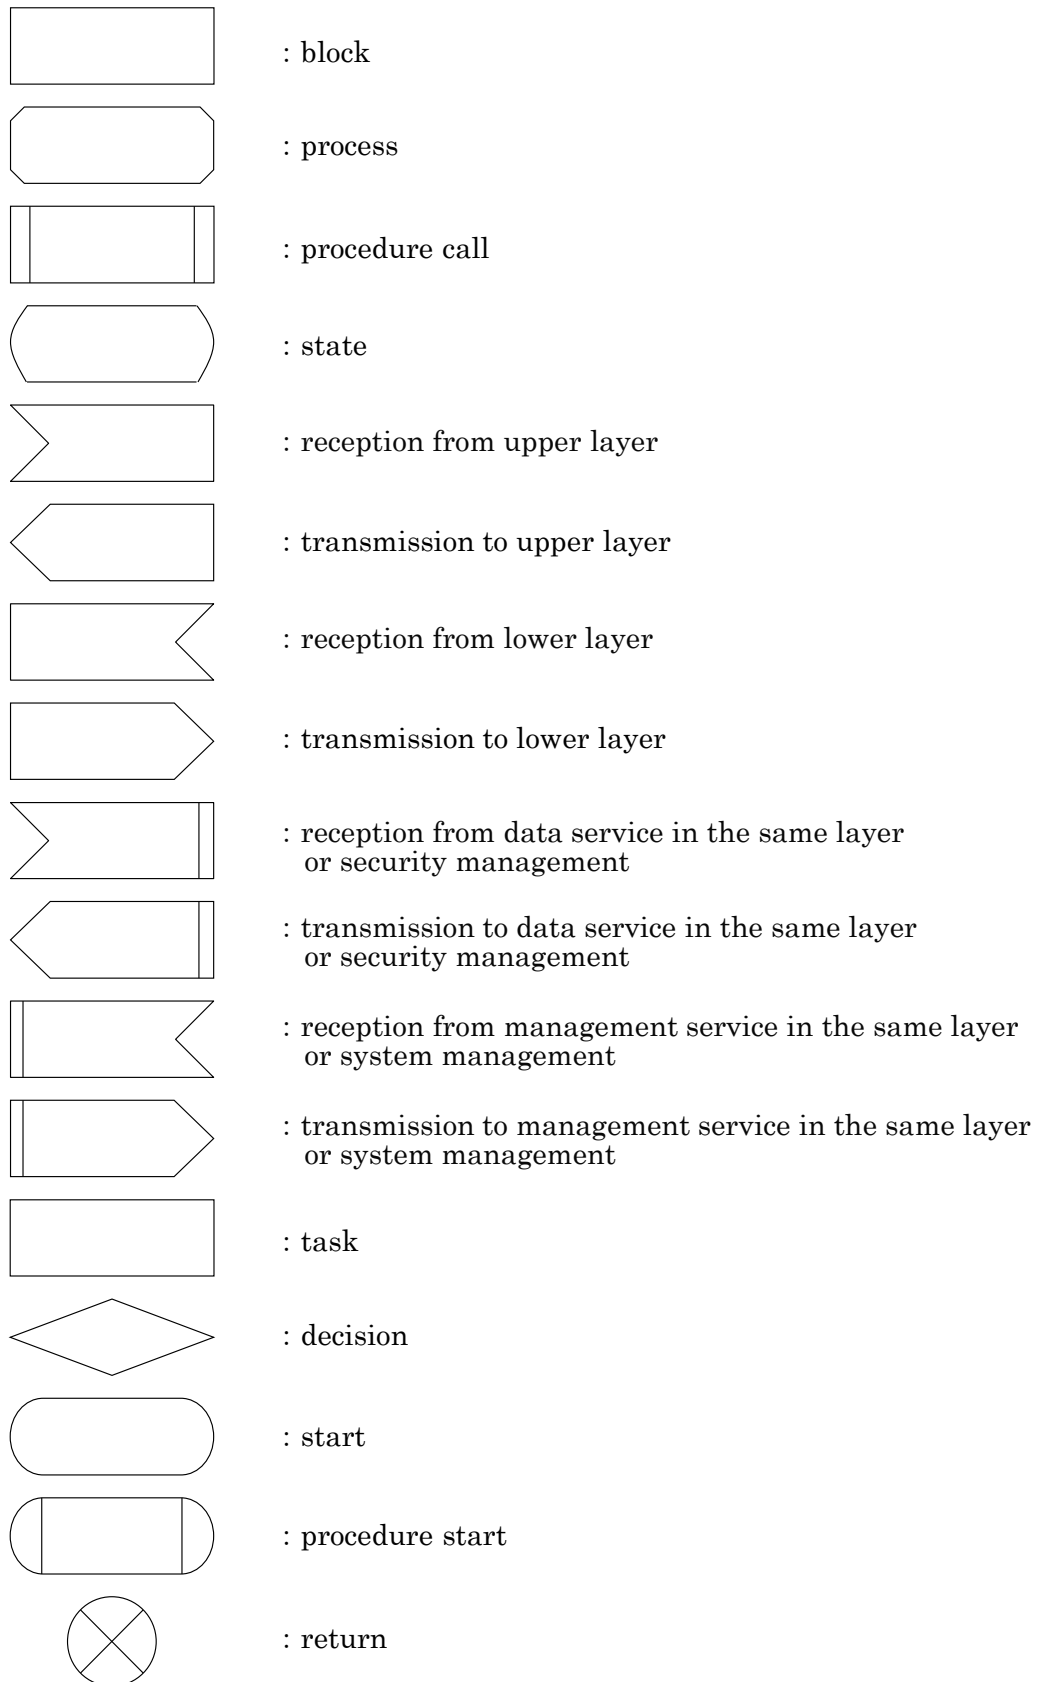 : block
: process
: procedure call
: state
: reception from upper layer
: transmission to upper layer
: reception from lower layer
: transmission to lower layer
: reception from data service in the same layer
or security management
: transmission to data service in the same layer
or security management
: reception from management service in the same layer
or system management
: transmission to management service in the same layer
or system management
: task
: decision
: start
: procedure start
: return